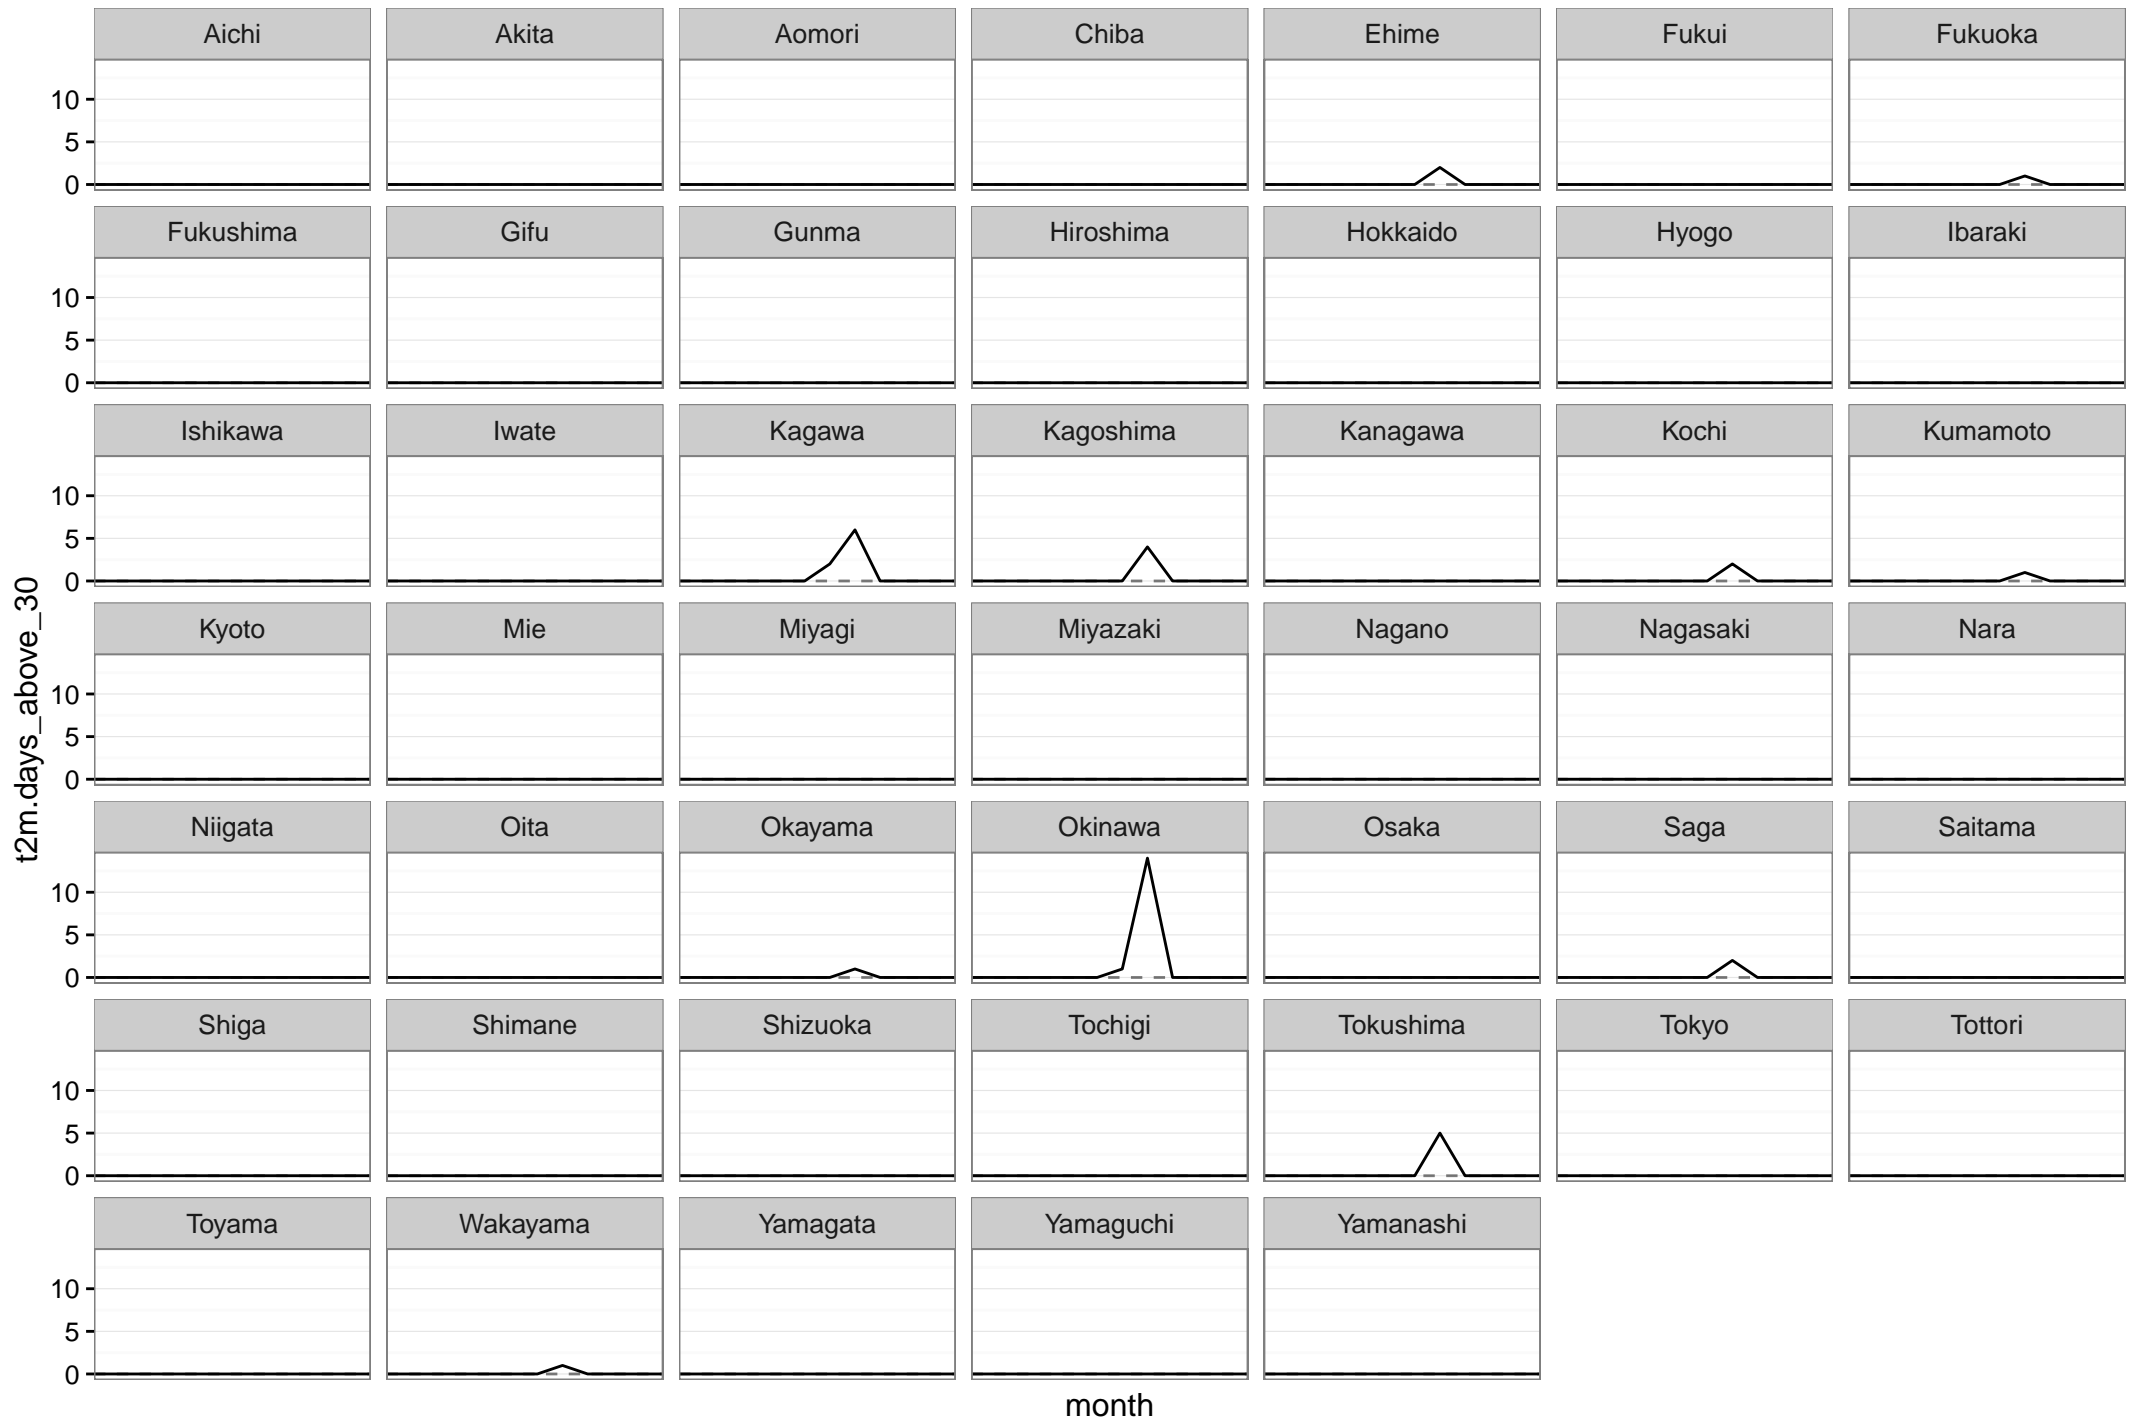 Aichi Akita Aomori Chiba Ehime Fukui Fukuoka
10
5
0
Fukushima Gifu Gunma Hiroshima Hokkaido Hyogo Ibaraki
10
5
0
Ishikawa Iwate Kagawa Kagoshima Kanagawa Kochi Kumamoto
10
5
0
Kyoto Mie Miyagi Miyazaki Nagano Nagasaki Nara
10
5
0
Niigata Oita Okayama Okinawa Osaka Saga Saitama
10
5
0
Shiga Shimane Shizuoka Tochigi Tokushima Tokyo Tottori
10
5
0
Toyama Wakayama Yamagata Yamaguchi Yamanashi
10
5
0
t2m.days_above_30
month